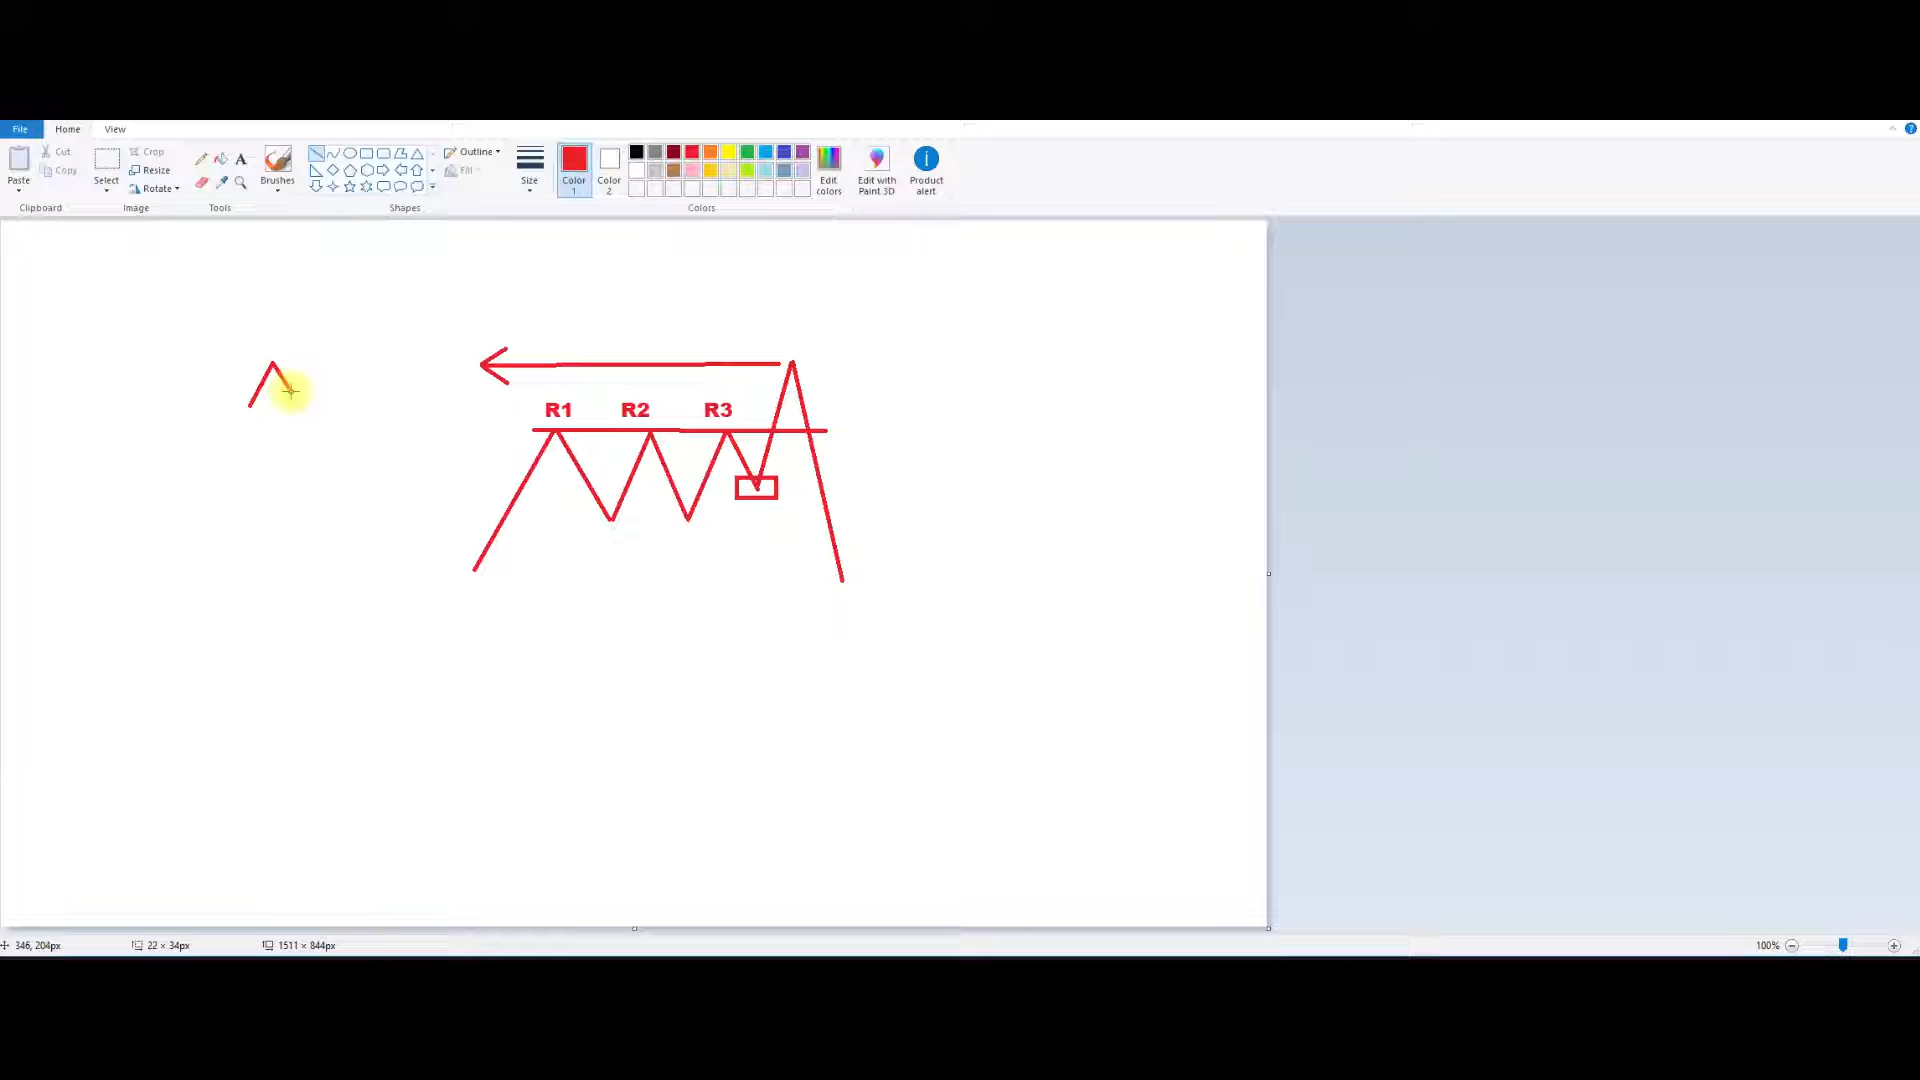 File Home View
Cut
Copy
Paste
Clipboard
Select
Crop
Resize
Rotate
Image
A
Tools
Brushes
Outline
Fill
Shapes
Size
Color 1
Color 2
Colors
Edit colors
Edit with Paint 3D
Product alert
R1 R2 R3
346, 204px 22 × 34px 1511 × 844px 100%